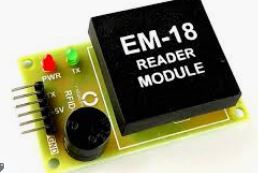 EM-18
READER
MODULE
PWR
TX
TX
RFID
+5V
GND